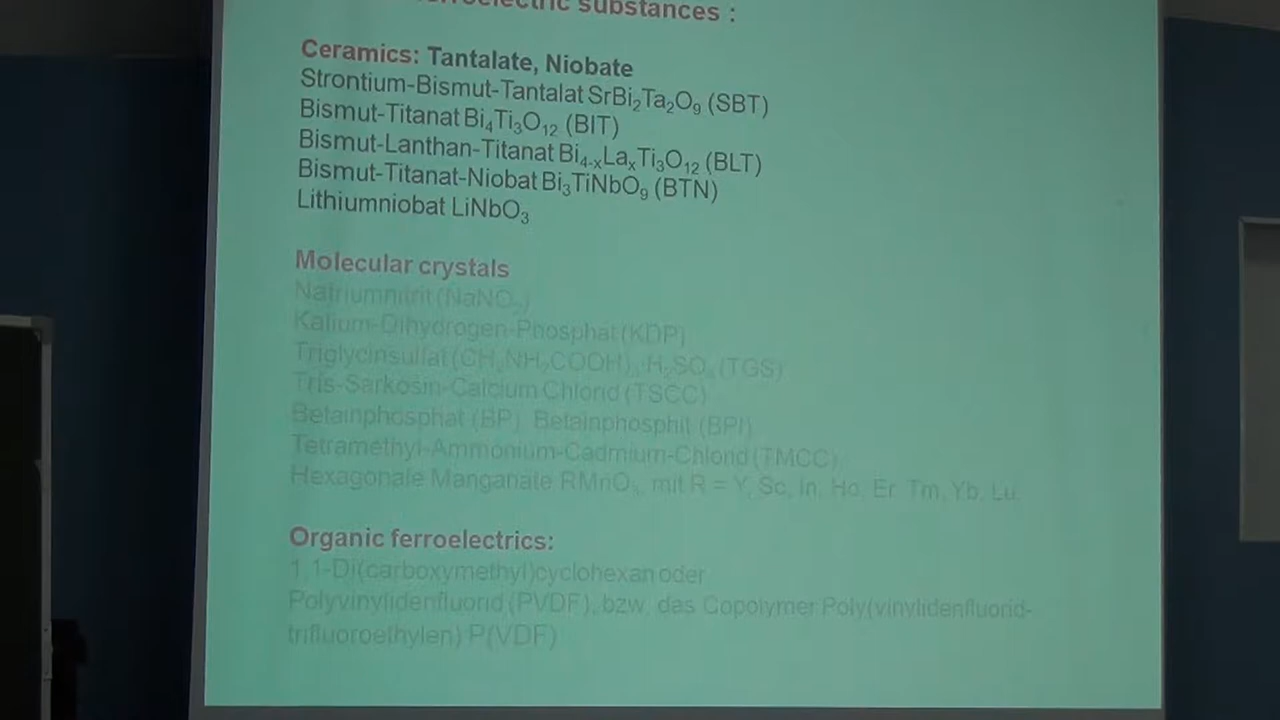 substances :
Ceramics: Tantalate, Niobate
Strontium-Bismut-Tantalat SrBi₂Ta₂O₉ (SBT)
Bismut-Titanat Bi₄Ti₃O₁₂ (BIT)
Bismut-Lanthan-Titanat Bi₄₋ₓLaₓTi₃O₁₂ (BLT)
Bismut-Titanat-Niobat Bi₃TiNbO₉ (BTN)
Lithiumniobat LiNbO₃
Molecular crystals
Natriumnitrit (NaNO₂)
Kalium-Dihydrogen-Phosphat (KDP)
Triglycinsulfat (CH₂NH₂COOH)₃·H₂SO₄ (TGS)
Tris-Sarkosin-Calcium Chlorid (TSCC)
Betainphosphat (BP), Betainphosphit (BPI)
Tetramethyl-Ammonium-Cadmium-Chlorid (TMCC)
Hexagonale Manganate RMnO₃, mit R = Y, Sc, In, Ho, Er, Tm, Yb, Lu.
Organic ferroelectrics:
1,1-Di(carboxymethyl)cyclohexan oder
Polyvinylidenfluorid (PVDF), bzw. das Copolymer Poly(vinylidenfluorid-
trifluoroethylen) P(VDF)